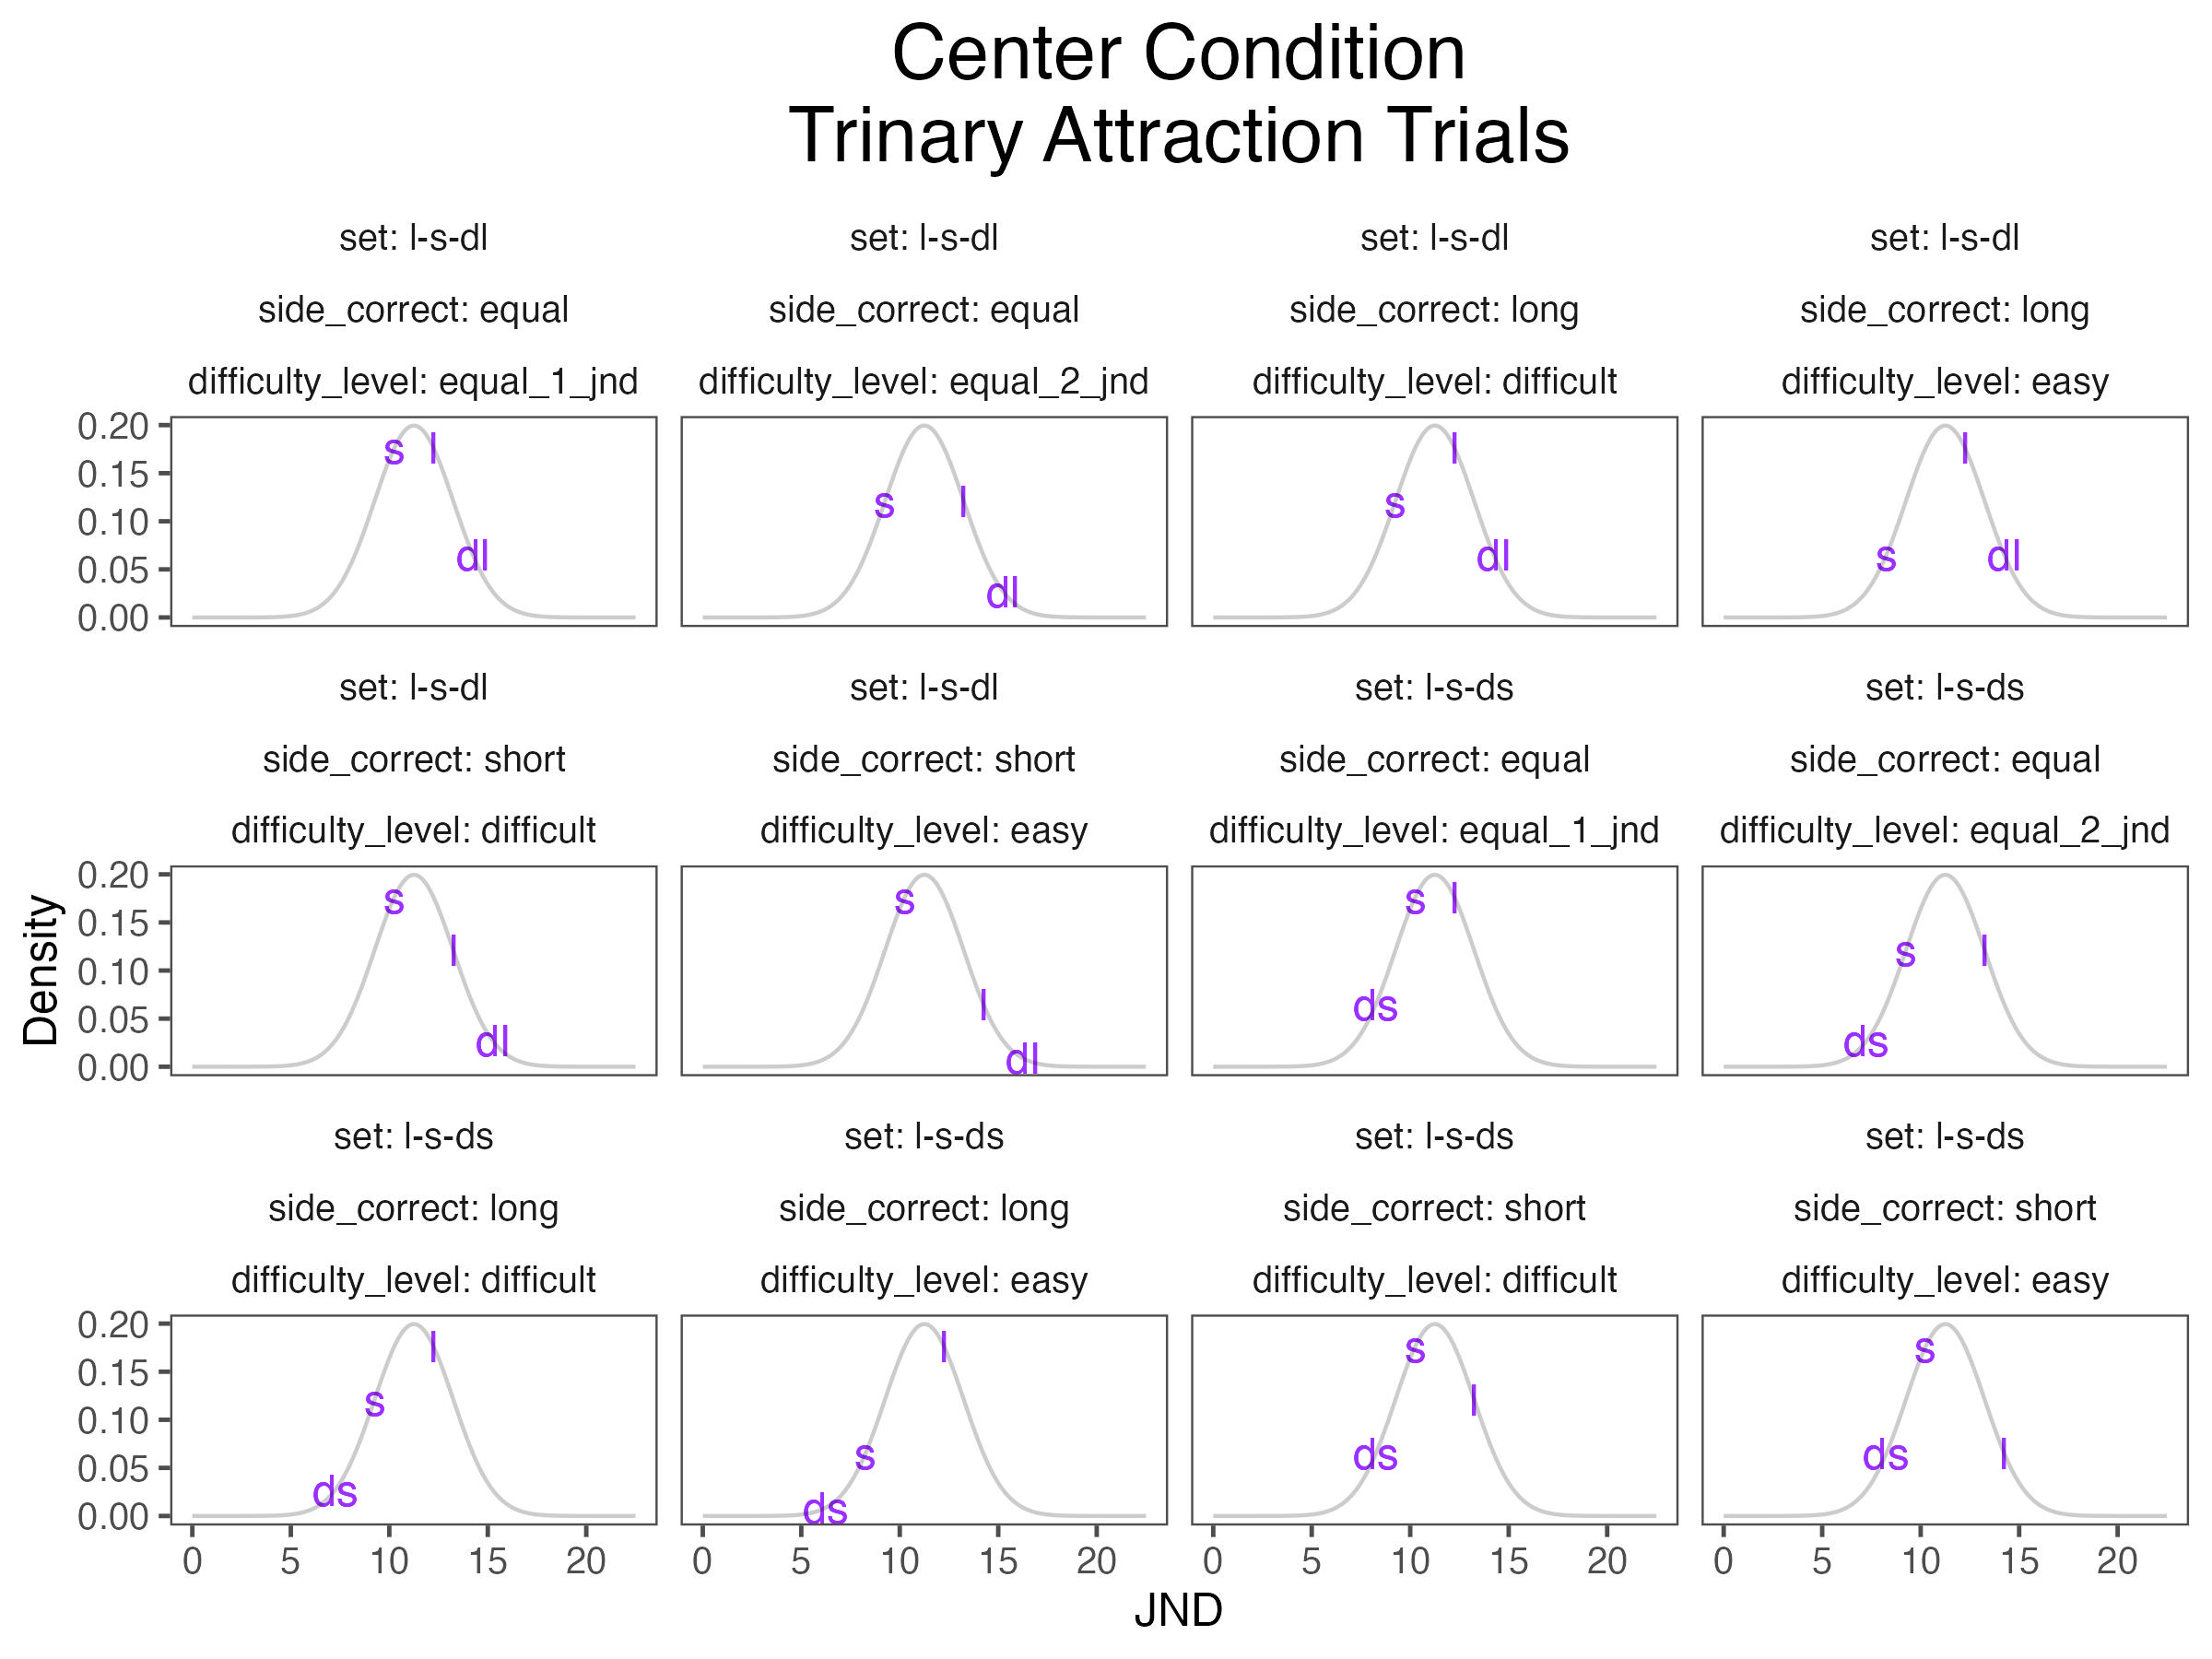 Center Condition
Trinary Attraction Trials
set: l-s-dl
set: l-s-dl
set: l-s-dl
set: l-s-dl
side_correct: equal
side_correct: equal
side_correct: long
side_correct: long
difficulty_level: equal_1_jnd
difficulty_level: equal_2_jnd
difficulty_level: difficult
difficulty_level: easy
0.20
0.15
0.10
0.05
0.00
s l
dl
s l
dl
l
s
dl
l
s
dl
set: l-s-dl
set: l-s-dl
set: l-s-ds
set: l-s-ds
side_correct: short
side_correct: short
side_correct: equal
side_correct: equal
difficulty_level: difficult
difficulty_level: easy
difficulty_level: equal_1_jnd
difficulty_level: equal_2_jnd
Density
0.20
0.15
0.10
0.05
0.00
s
l
dl
s
l
dl
s l
ds
s l
ds
set: l-s-ds
set: l-s-ds
set: l-s-ds
set: l-s-ds
side_correct: long
side_correct: long
side_correct: short
side_correct: short
difficulty_level: difficult
difficulty_level: easy
difficulty_level: difficult
difficulty_level: easy
0.20
0.15
0.10
0.05
0.00
l
s
ds
l
s
ds
s
l
ds
s
ds
l
0 5 10 15 20
0 5 10 15 20
0 5 10 15 20
0 5 10 15 20
JND